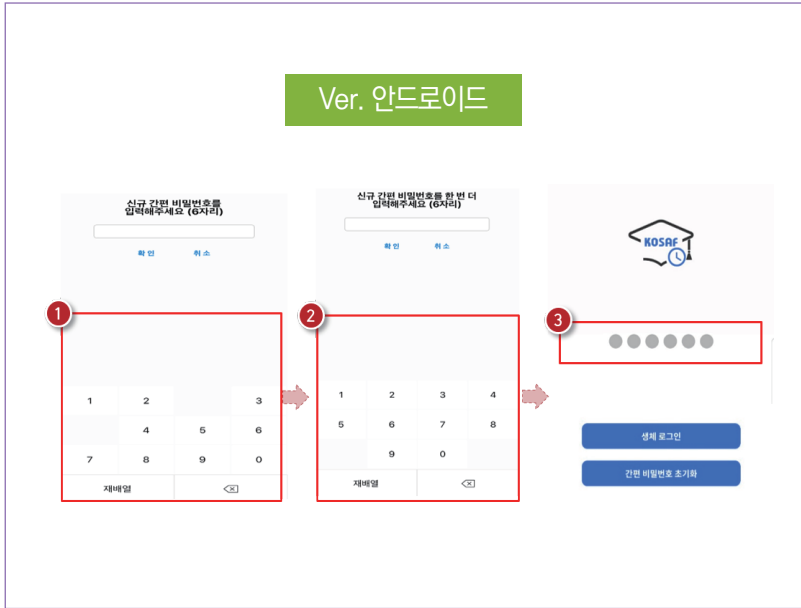 Ver. 안드로이드
신규 간편 비밀번호를
입력해주세요 (6자리)
확 인 취 소
1
1 2 3
4 5 6
7 8 9 0
재배열
신규 간편 비밀번호를 한 번 더
입력해주세요 (6자리)
확 인 취 소
2
1 2 3 4
5 6 7 8
9 0
재배열
KOSAF
3
생체 로그인
간편 비밀번호 초기화